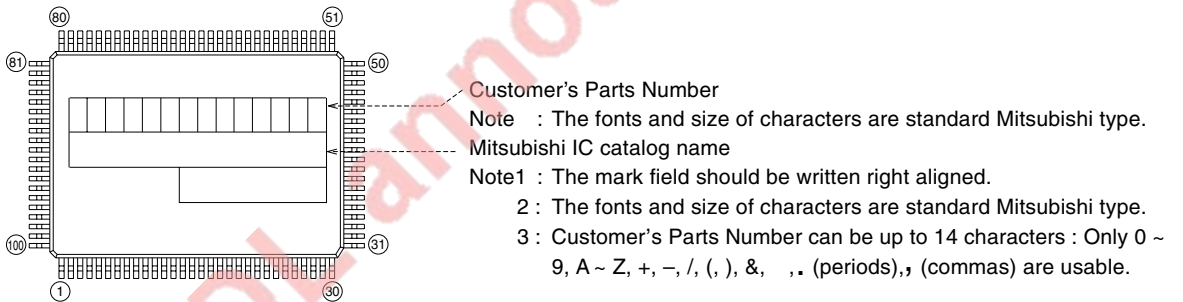 80 51
81 50
Customer's Parts Number
Note : The fonts and size of characters are standard Mitsubishi type.
Mitsubishi IC catalog name
Note1 : The mark field should be written right aligned.
2 : The fonts and size of characters are standard Mitsubishi type.
3 : Customer's Parts Number can be up to 14 characters : Only 0 ~
9, A ~ Z, +, –, /, (, ), &, , . (periods), , (commas) are usable.
100 31
1 30